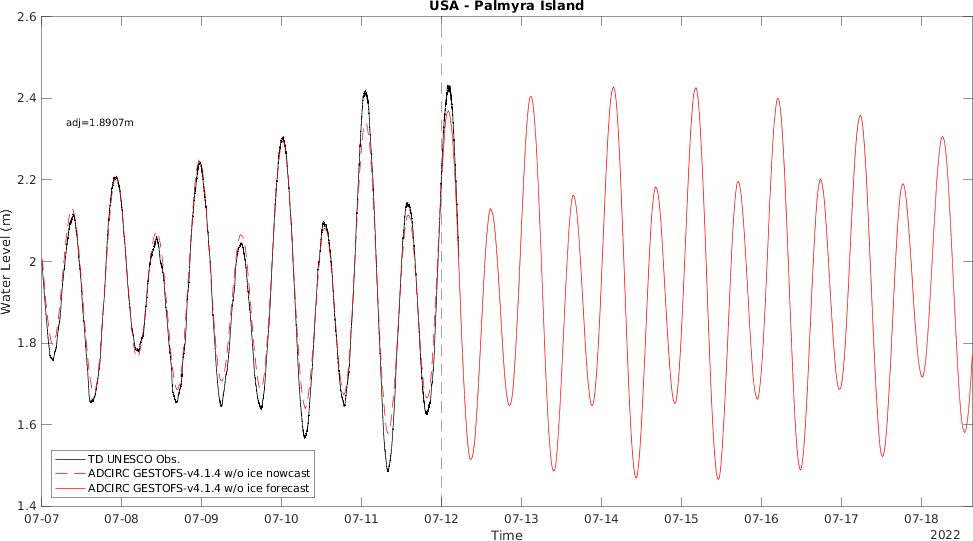 USA - Palmyra Island
2.6
2.4
2.2
2
1.8
1.6
1.4
Water Level (m)
adj=1.8907m
TD UNESCO Obs.
ADCIRC GESTOFS-v4.1.4 w/o ice nowcast
ADCIRC GESTOFS-v4.1.4 w/o ice forecast
07-07 07-08 07-09 07-10 07-11 07-12 07-13 07-14 07-15 07-16 07-17 07-18
Time
2022